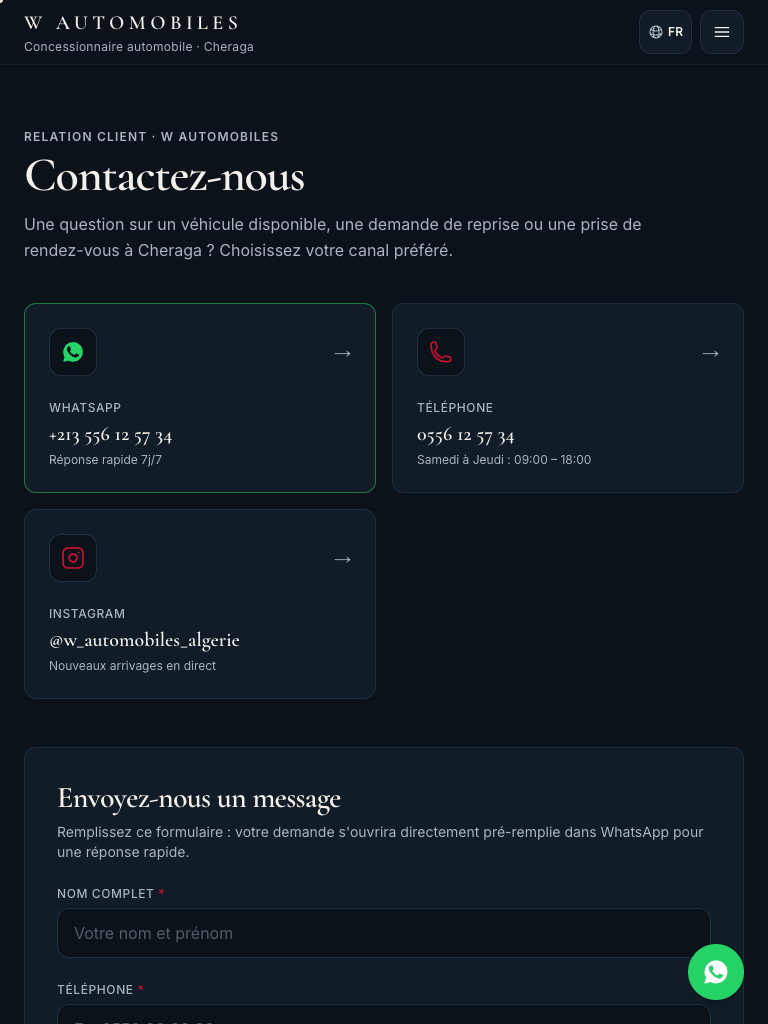 W AUTOMOBILES
Concessionnaire automobile · Cheraga
FR
RELATION CLIENT · W AUTOMOBILES
Contactez-nous
Une question sur un véhicule disponible, une demande de reprise ou une prise de
rendez-vous à Cheraga ? Choisissez votre canal préféré.
→
WHATSAPP
+213 556 12 57 34
Réponse rapide 7j/7
→
TÉLÉPHONE
0556 12 57 34
Samedi à Jeudi : 09:00 – 18:00
→
INSTAGRAM
@w_automobiles_algerie
Nouveaux arrivages en direct
Envoyez-nous un message
Remplissez ce formulaire : votre demande s'ouvrira directement pré-remplie dans WhatsApp pour
une réponse rapide.
NOM COMPLET *
Votre nom et prénom
TÉLÉPHONE *